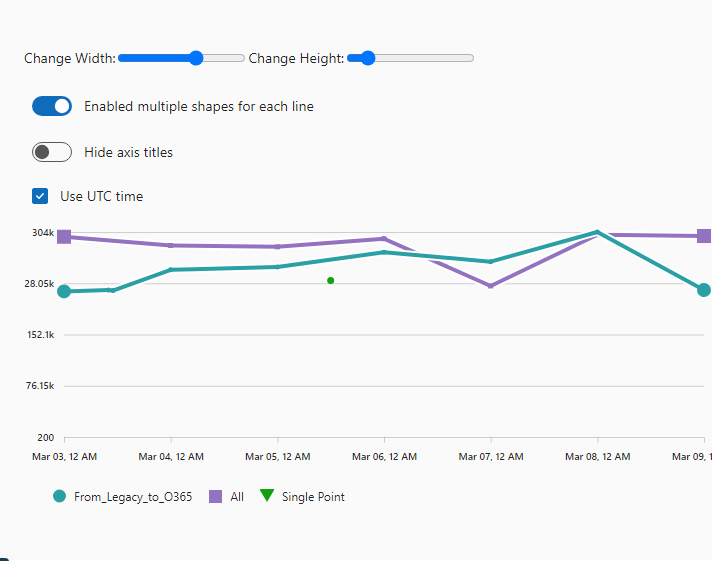 Change Width: Change Height:
Enabled multiple shapes for each line
Hide axis titles
Use UTC time
304k
28.05k
152.1k
76.15k
200
Mar 03, 12 AM Mar 04, 12 AM Mar 05, 12 AM Mar 06, 12 AM Mar 07, 12 AM Mar 08, 12 AM Mar 09, 1
From_Legacy_to_O365 All Single Point